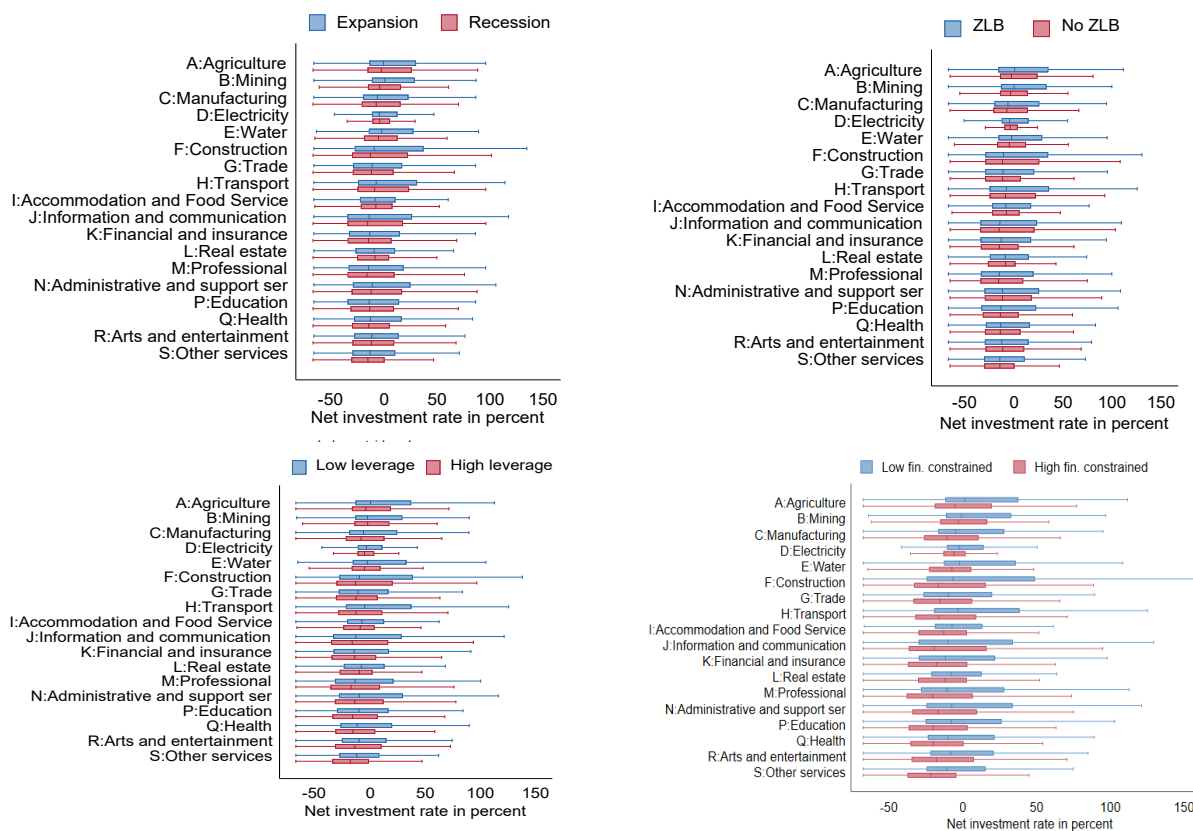 Expansion Recession
A:Agriculture
B:Mining
C:Manufacturing
D:Electricity
E:Water
F:Construction
G:Trade
H:Transport
I:Accommodation and Food Service
J:Information and communication
K:Financial and insurance
L:Real estate
M:Professional
N:Administrative and support ser
P:Education
Q:Health
R:Arts and entertainment
S:Other services
-50 0 50 100 150
Net investment rate in percent
ZLB No ZLB
A:Agriculture
B:Mining
C:Manufacturing
D:Electricity
E:Water
F:Construction
G:Trade
H:Transport
I:Accommodation and Food Service
J:Information and communication
K:Financial and insurance
L:Real estate
M:Professional
N:Administrative and support ser
P:Education
Q:Health
R:Arts and entertainment
S:Other services
-50 0 50 100 150
Net investment rate in percent
Low leverage High leverage
A:Agriculture
B:Mining
C:Manufacturing
D:Electricity
E:Water
F:Construction
G:Trade
H:Transport
I:Accommodation and Food Service
J:Information and communication
K:Financial and insurance
L:Real estate
M:Professional
N:Administrative and support ser
P:Education
Q:Health
R:Arts and entertainment
S:Other services
-50 0 50 100 150
Net investment rate in percent
Low fin. constrained High fin. constrained
A:Agriculture
B:Mining
C:Manufacturing
D:Electricity
E:Water
F:Construction
G:Trade
H:Transport
I:Accommodation and Food Service
J:Information and communication
K:Financial and insurance
L:Real estate
M:Professional
N:Administrative and support ser
P:Education
Q:Health
R:Arts and entertainment
S:Other services
-50 0 50 100 150
Net investment rate in percent